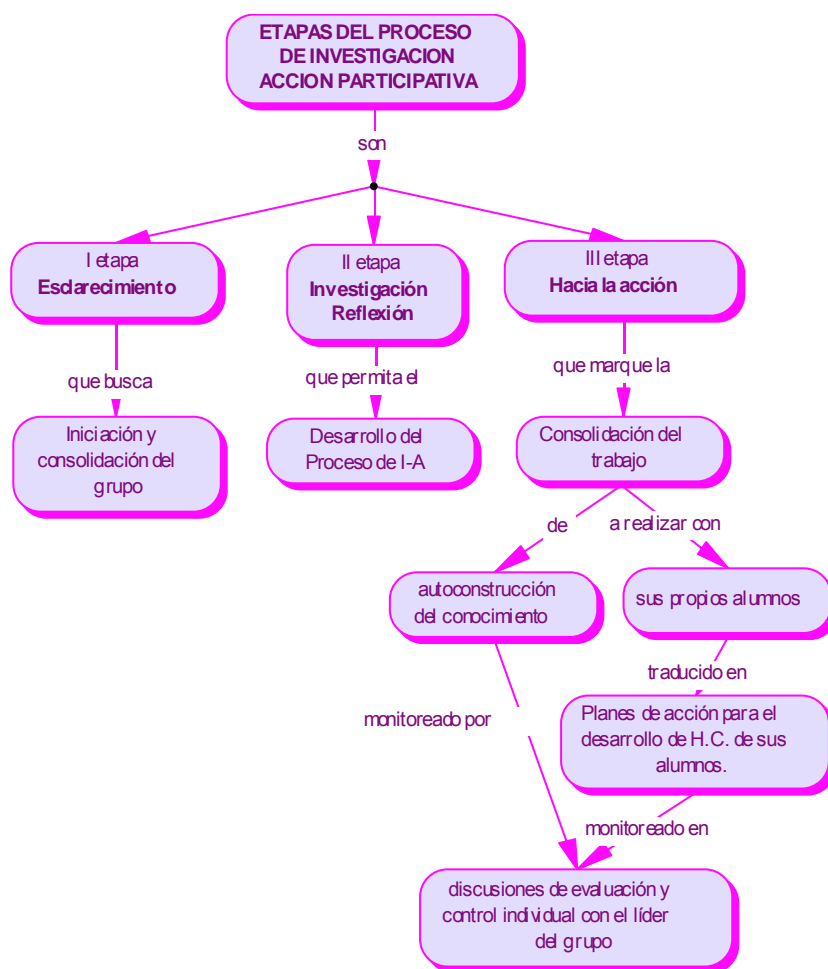 ETAPAS DEL PROCESO
DE INVESTIGACION
ACCION PARTICIPATIVA
son
I etapa
Esclarecimiento
II etapa
Investigación
Reflexión
III etapa
Hacia la acción
que busca
que permita el
que marque la
Iniciación y
consolidación del
grupo
Desarrollo del
Proceso de I-A
Consolidación del
trabajo
de
a realizar con
autoconstrucción
del conocimiento
sus propios alumnos
traducido en
monitoreado por
Planes de acción para el
desarrollo de H.C. de sus
alumnos.
monitoreado en
discusiones de evaluación y
control individual con el líder
del grupo